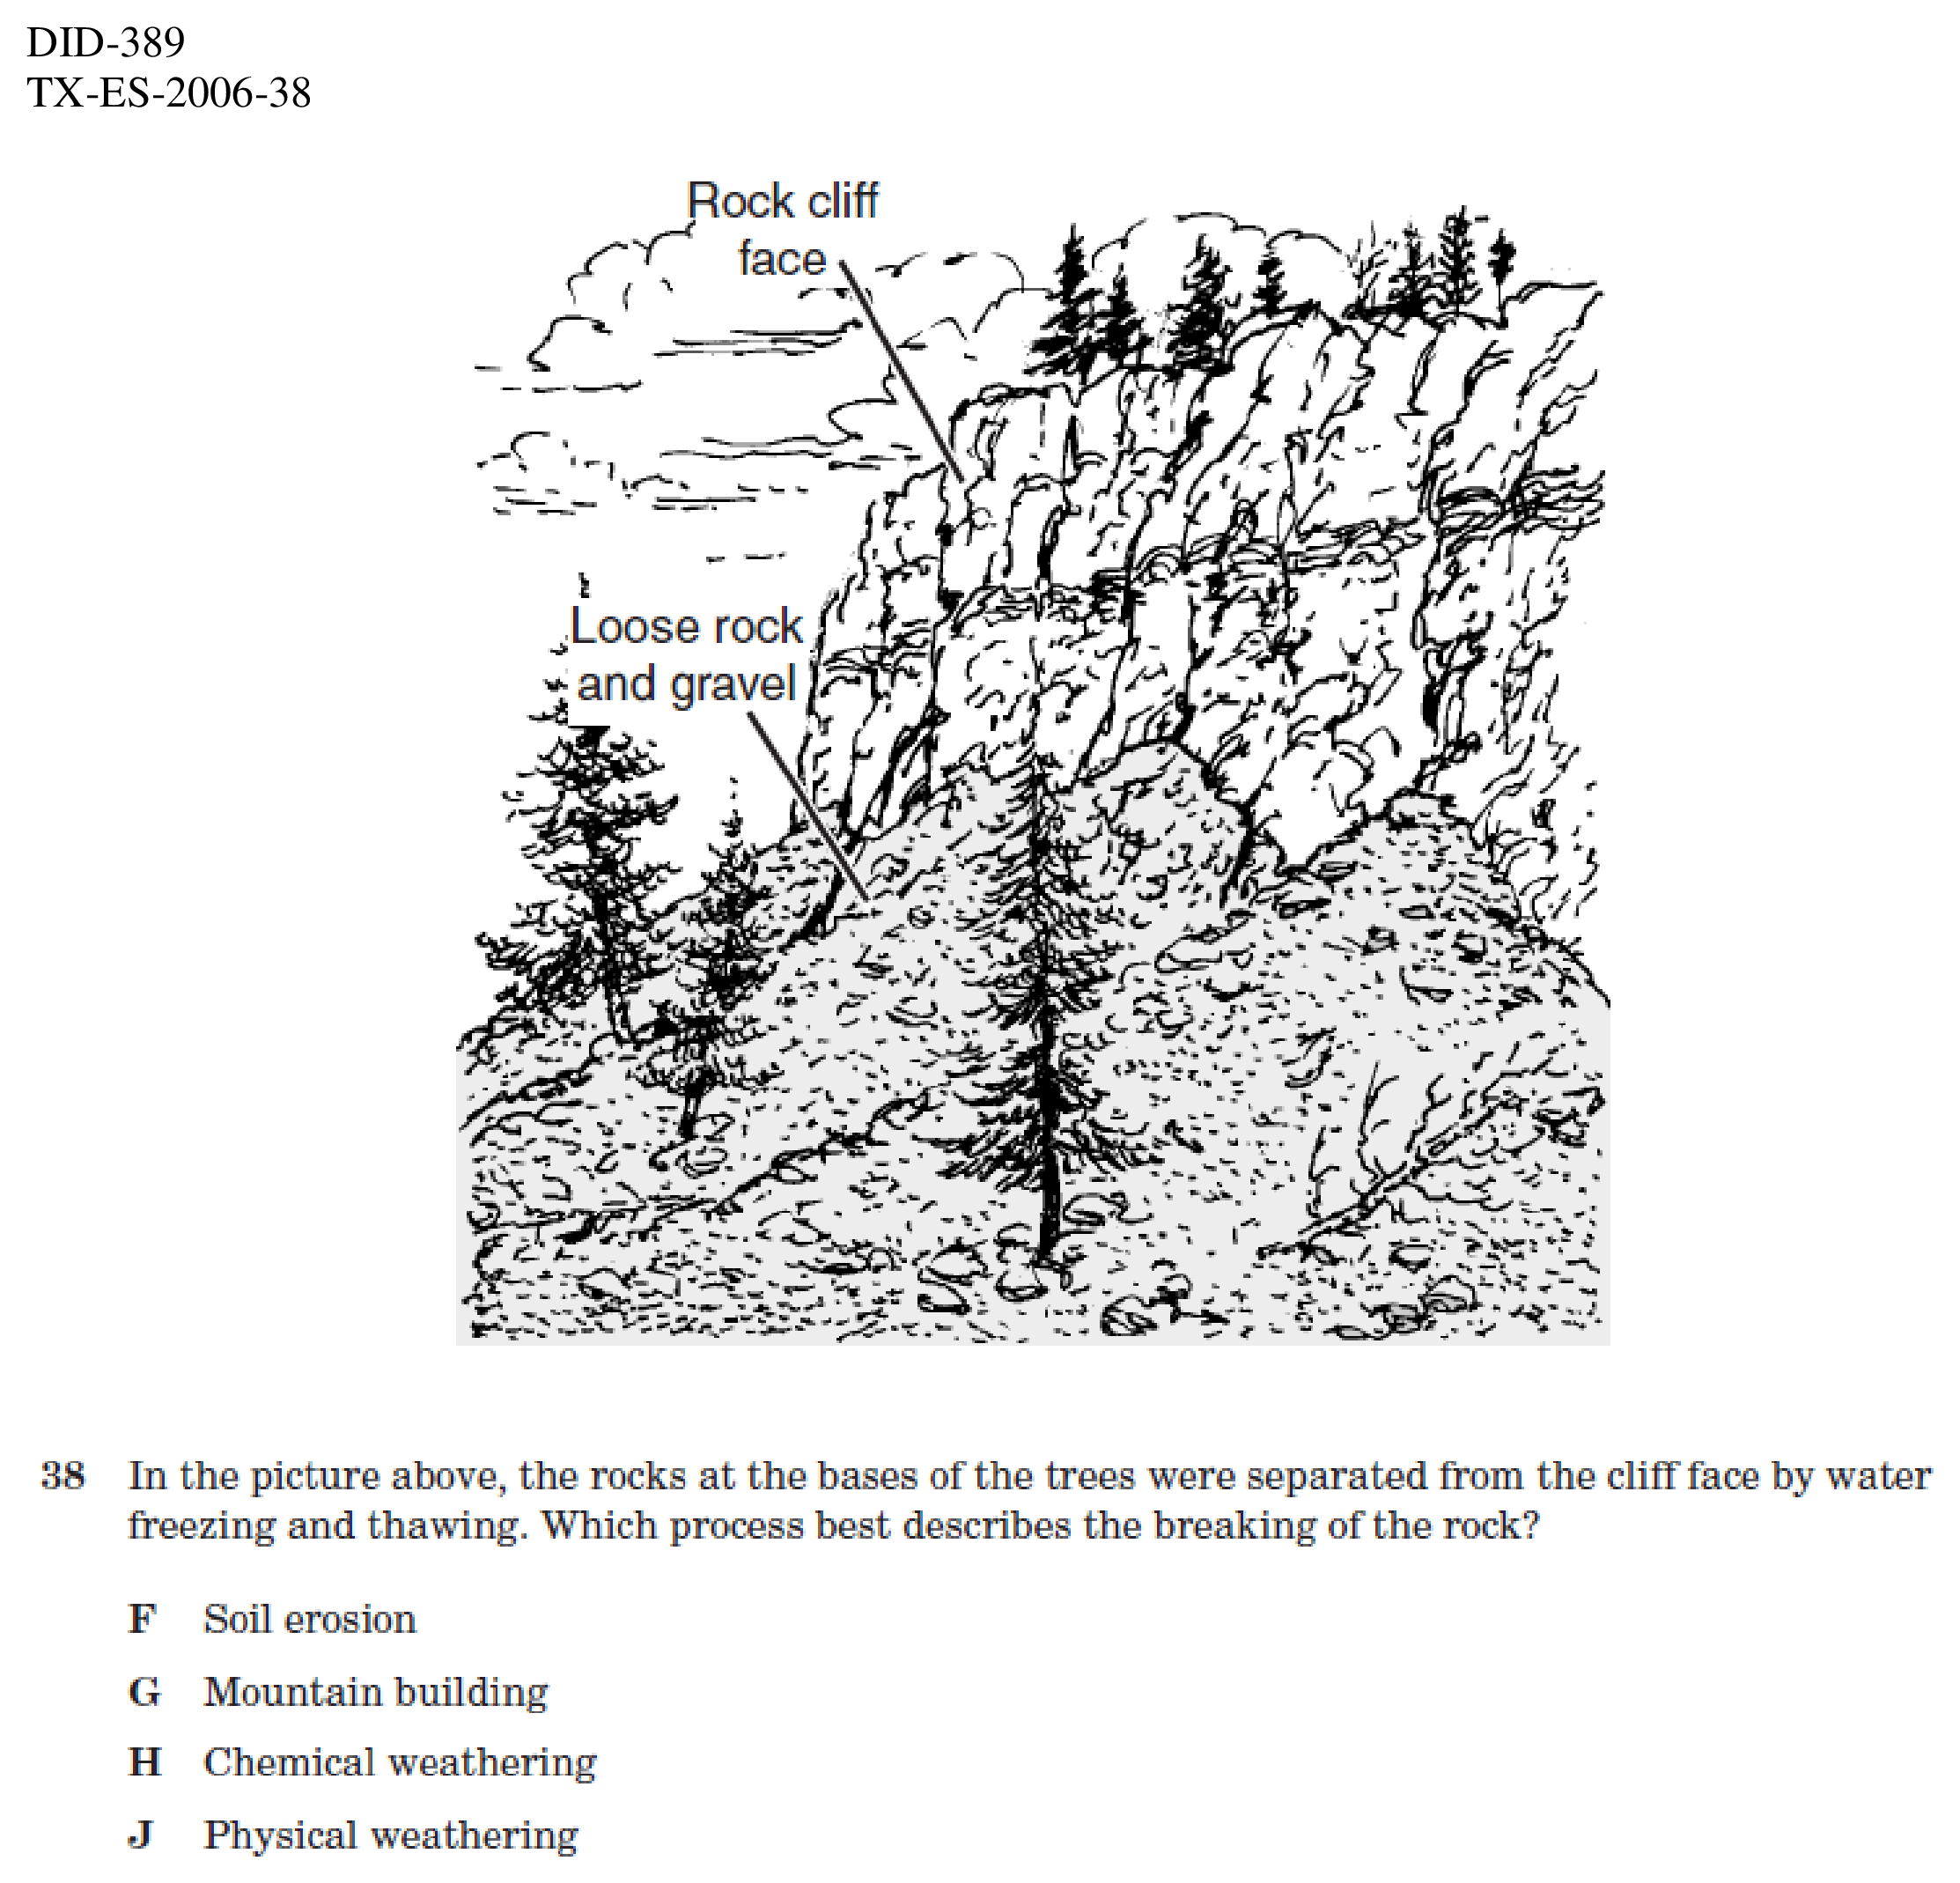 DID-389
TX-ES-2006-38
Rock cliff
face
Loose rock
and gravel
38 In the picture above, the rocks at the bases of the trees were separated from the cliff face by water
freezing and thawing. Which process best describes the breaking of the rock?
F Soil erosion
G Mountain building
H Chemical weathering
J Physical weathering